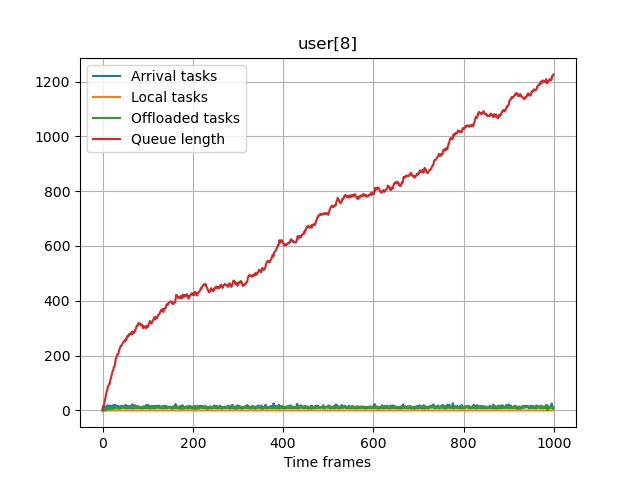 user[8]
Arrival tasks
Local tasks
Offloaded tasks
Queue length
1200
1000
800
600
400
200
0
0 200 400 600 800 1000
Time frames